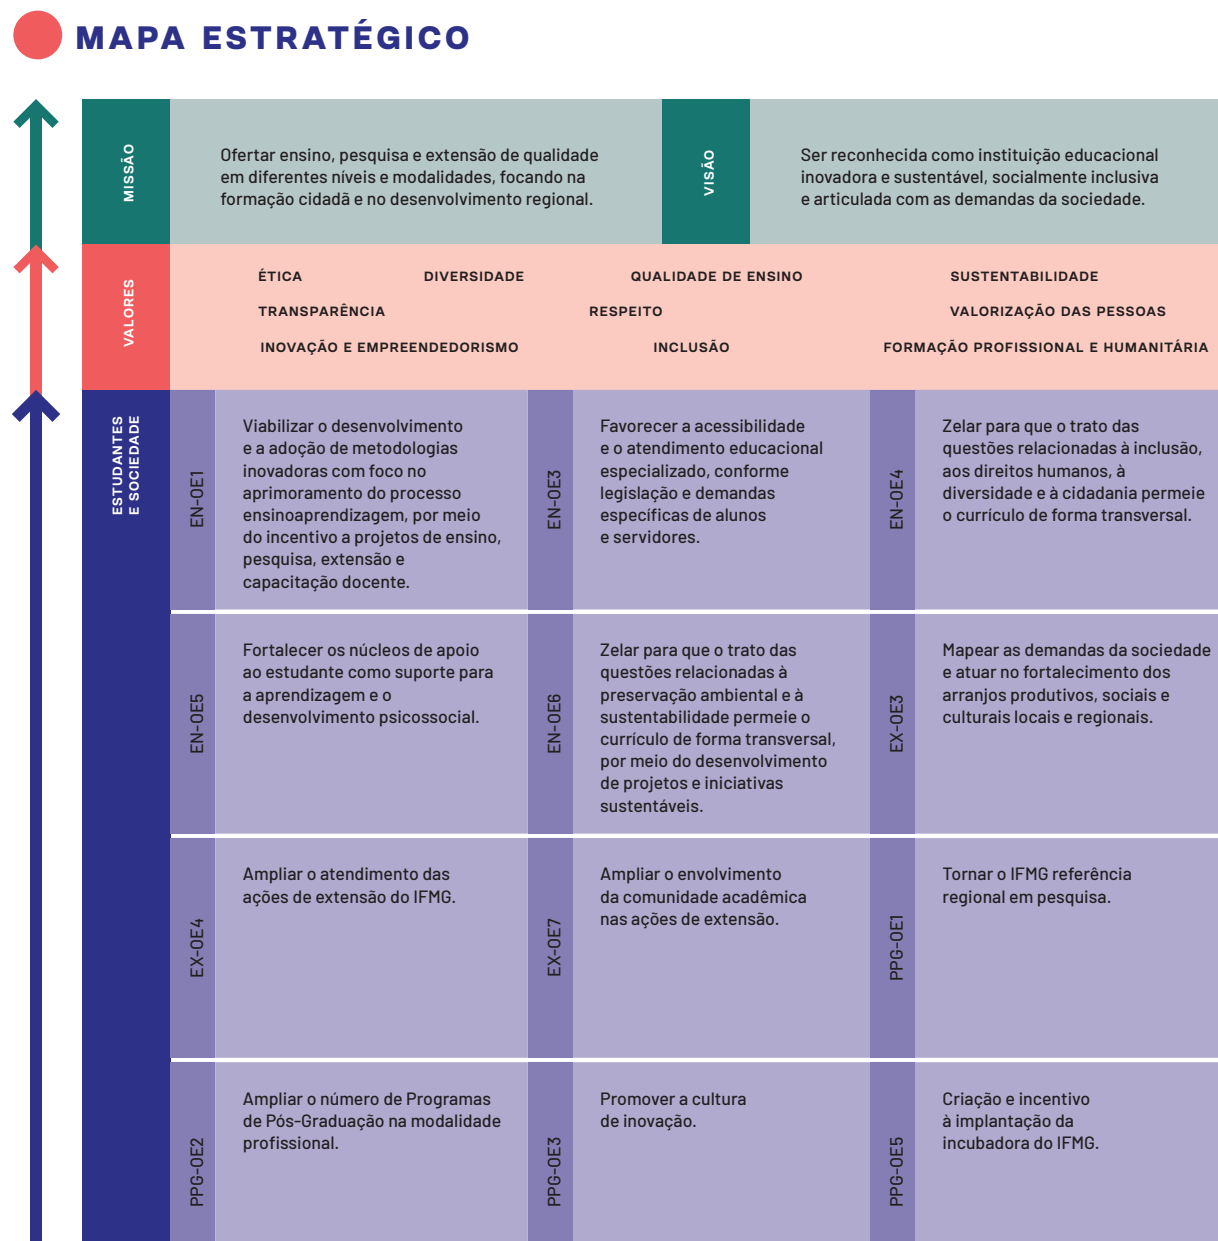 MAPA ESTRATÉGICO
MISSÃO
Ofertar ensino, pesquisa e extensão de qualidade
em diferentes níveis e modalidades, focando na
formação cidadã e no desenvolvimento regional.
VISÃO
Ser reconhecida como instituição educacional
inovadora e sustentável, socialmente inclusiva
e articulada com as demandas da sociedade.
VALORES
ÉTICA DIVERSIDADE QUALIDADE DE ENSINO SUSTENTABILIDADE
TRANSPARÊNCIA RESPEITO VALORIZAÇÃO DAS PESSOAS
INOVAÇÃO E EMPREENDEDORISMO INCLUSÃO FORMAÇÃO PROFISSIONAL E HUMANITÁRIA
ESTUDANTES
E SOCIEDADE
EN-OE1
Viabilizar o desenvolvimento
e a adoção de metodologias
inovadoras com foco no
aprimoramento do processo
ensinoaprendizagem, por meio
do incentivo a projetos de ensino,
pesquisa, extensão e
capacitação docente.
EN-OE3
Favorecer a acessibilidade
e o atendimento educacional
especializado, conforme
legislação e demandas
específicas de alunos
e servidores.
EN-OE4
Zelar para que o trato das
questões relacionadas à inclusão,
aos direitos humanos, à
diversidade e à cidadania permeie
o currículo de forma transversal.
EN-OE5
Fortalecer os núcleos de apoio
ao estudante como suporte para
a aprendizagem e o
desenvolvimento psicossocial.
EN-OE6
Zelar para que o trato das
questões relacionadas à
preservação ambiental e à
sustentabilidade permeie o
currículo de forma transversal,
por meio do desenvolvimento
de projetos e iniciativas
sustentáveis.
EX-OE3
Mapear as demandas da sociedade
e atuar no fortalecimento dos
arranjos produtivos, sociais e
culturais locais e regionais.
EX-OE4
Ampliar o atendimento das
ações de extensão do IFMG.
EX-OE7
Ampliar o envolvimento
da comunidade acadêmica
nas ações de extensão.
PPG-OE1
Tornar o IFMG referência
regional em pesquisa.
PPG-OE2
Ampliar o número de Programas
de Pós-Graduação na modalidade
profissional.
PPG-OE3
Promover a cultura
de inovação.
PPG-OE5
Criação e incentivo
à implantação da
incubadora do IFMG.